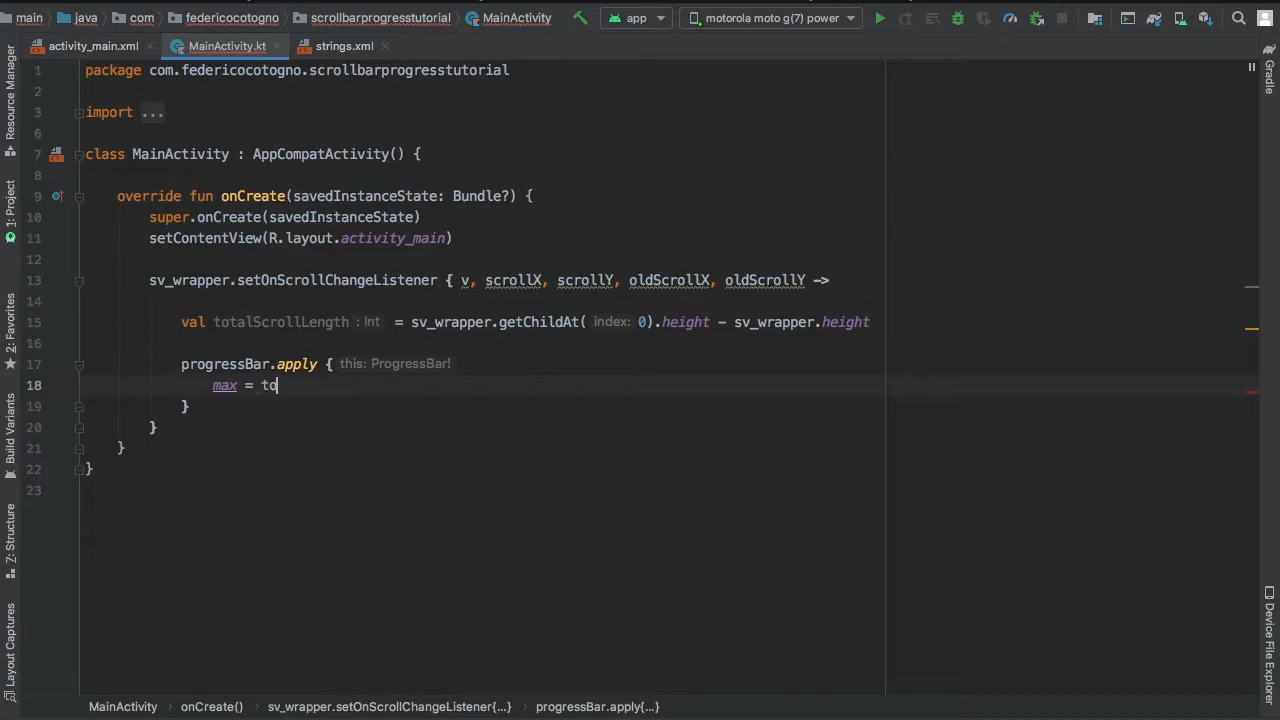 main java com federicocotogno scrollbarprogresstutorial MainActivity app motorola moto g(7) power
activity_main.xml MainActivity.kt strings.xml
1 package com.federicocotogno.scrollbarprogresstutorial
2
3 import ...
6
7 class MainActivity : AppCompatActivity() {
8
9 override fun onCreate(savedInstanceState: Bundle?) {
10 super.onCreate(savedInstanceState)
11 setContentView(R.layout.activity_main)
12
13 sv_wrapper.setOnScrollChangeListener { v, scrollX, scrollY, oldScrollX, oldScrollY ->
14
15 val totalScrollLength : Int = sv_wrapper.getChildAt( index: 0).height - sv_wrapper.height
16
17 progressBar.apply { this: ProgressBar!
18 max = to
19 }
20 }
21 }
22 }
23
Resource Manager
1: Project
2: Favorites
Build Variants
Z: Structure
Layout Captures
Gradle
Device File Explorer
MainActivity onCreate() sv_wrapper.setOnScrollChangeListener{...} progressBar.apply{...}